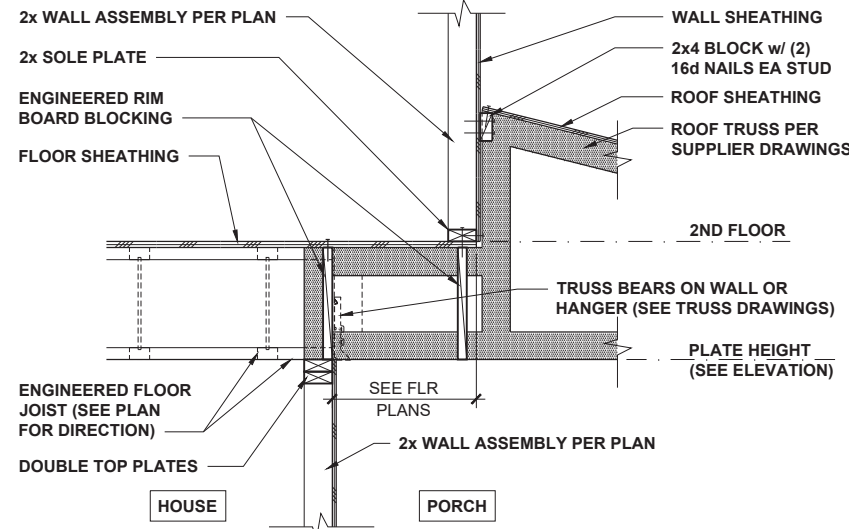 2x WALL ASSEMBLY PER PLAN
2x SOLE PLATE
ENGINEERED RIM
BOARD BLOCKING
FLOOR SHEATHING
WALL SHEATHING
2x4 BLOCK w/ (2)
16d NAILS EA STUD
ROOF SHEATHING
ROOF TRUSS PER
SUPPLIER DRAWINGS
2ND FLOOR
TRUSS BEARS ON WALL OR
HANGER (SEE TRUSS DRAWINGS)
PLATE HEIGHT
(SEE ELEVATION)
ENGINEERED FLOOR
JOIST (SEE PLAN
FOR DIRECTION)
SEE FLR
PLANS
DOUBLE TOP PLATES
2x WALL ASSEMBLY PER PLAN
HOUSE
PORCH